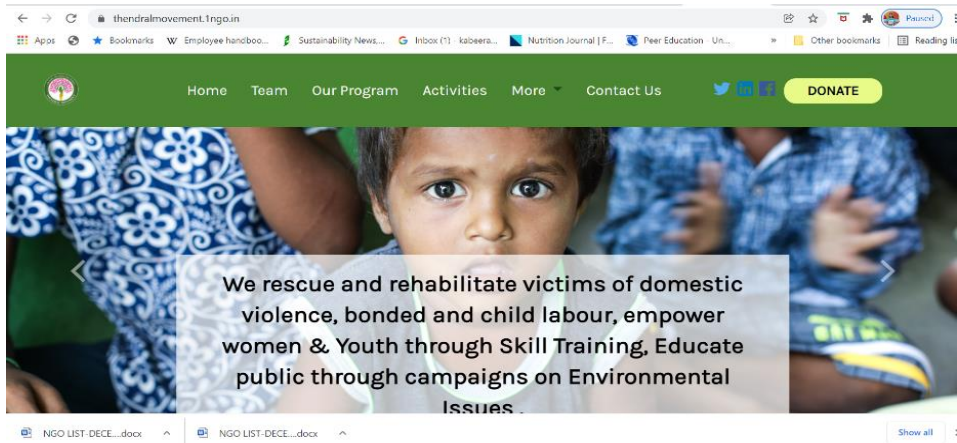 thendralmovement.1ngo.in
Paused
Apps Bookmarks Employee handboo... Sustainability News,... Inbox (1) - kabeera... Nutrition Journal | F... Peer Education - Un... » Other bookmarks Reading lis
Home Team Our Program Activities More Contact Us DONATE
We rescue and rehabilitate victims of domestic
violence, bonded and child labour, empower
women & Youth through Skill Training, Educate
public through campaigns on Environmental
Issues .
NGO LIST-DECE....docx NGO LIST-DECE....docx Show all